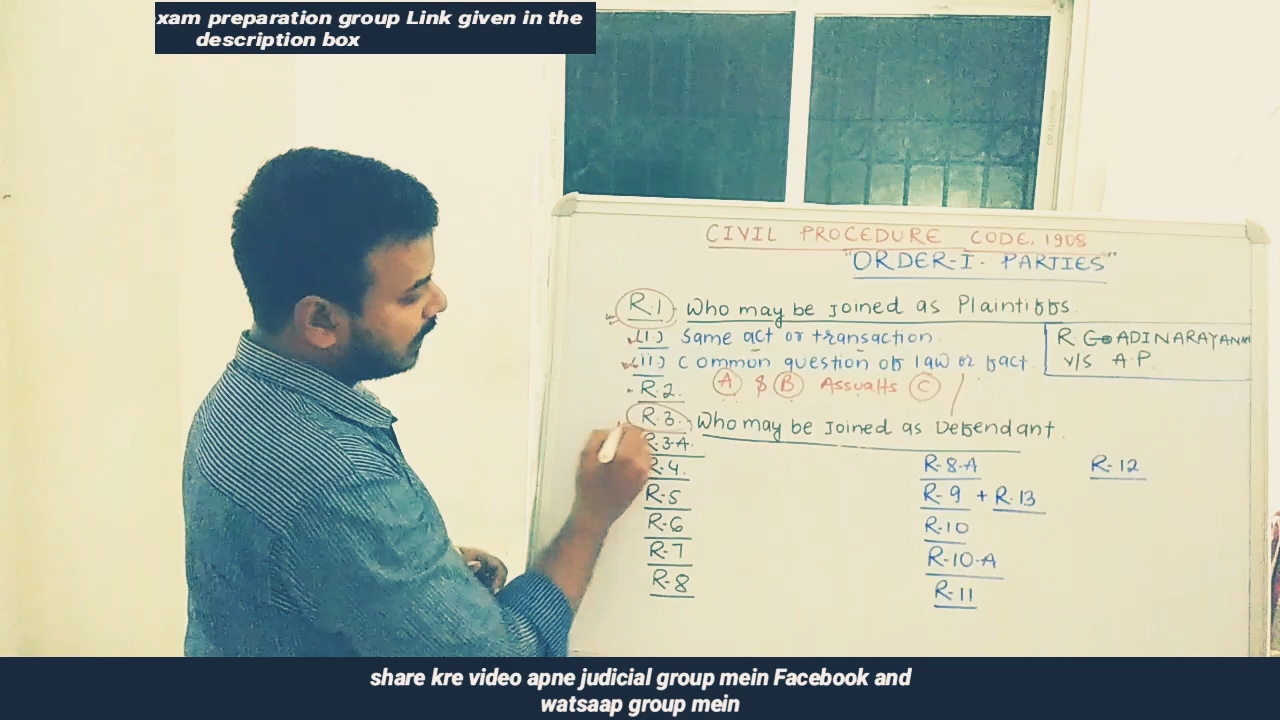 xam preparation group Link given in the
description box
CIVIL PROCEDURE CODE, 1908
"ORDER-I. PARTIES"
R.1 Who may be Joined as Plaintiffs.
(i.) Same act or transaction.
(ii) Common question of law or fact.
R. G ADINARAYANAN
V/S A.P.
R.2. A & B Assualts C
R.3. Who may be Joined as Defendant.
R.3-A.
R-4.
R-5
R-6
R-7
R-8
R-8-A
R-9 + R-13
R-10
R-10-A
R-11
R-12
share kre video apne judicial group mein Facebook and
watsaap group mein